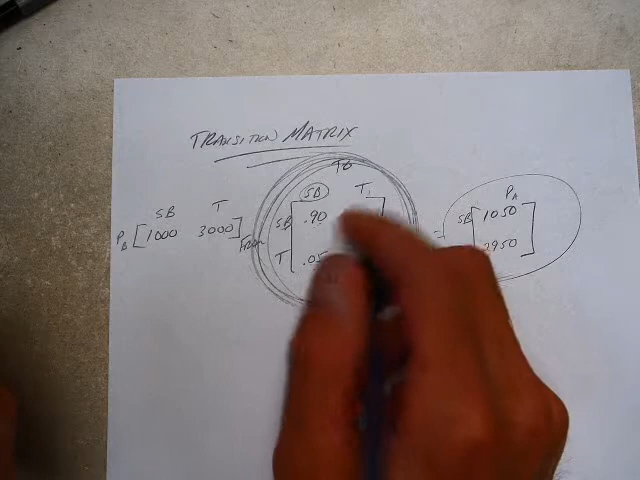 TRANSITION MATRIX
TO
SB T
SB T PA
PB [1000 3000] FROM SB .90 = SB 1050
T .05 2950